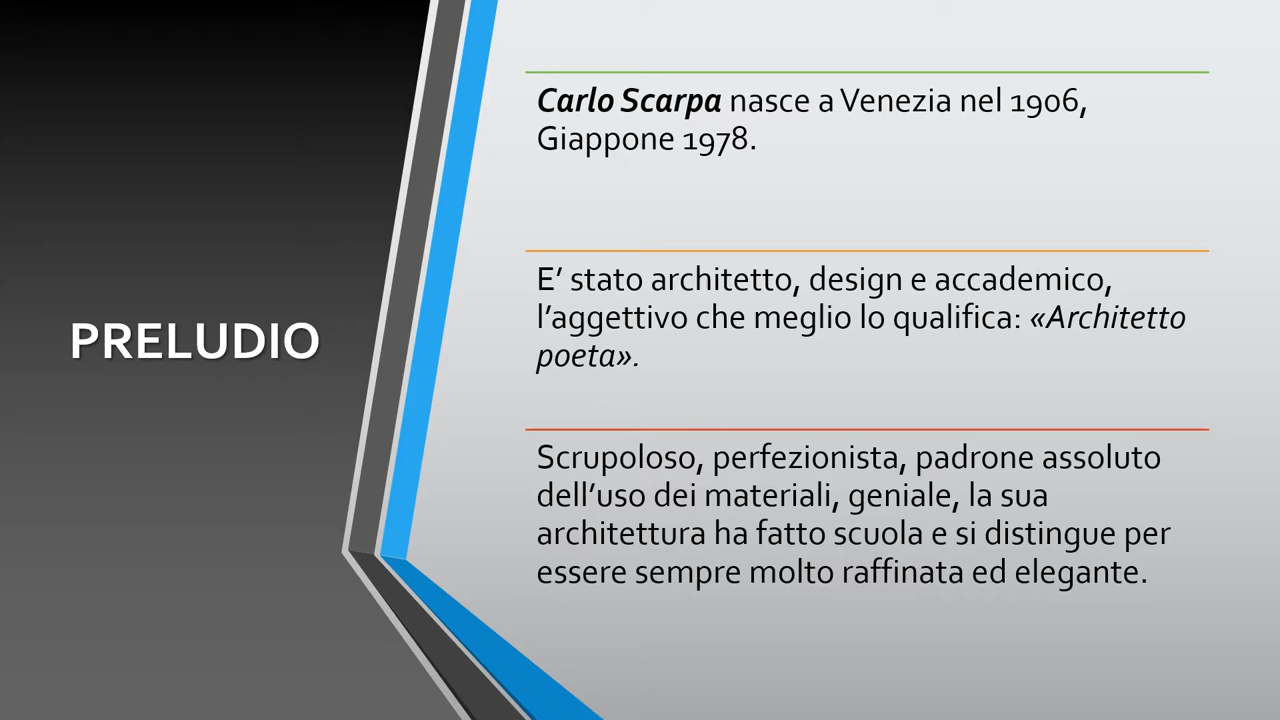 PRELUDIO
Carlo Scarpa nasce a Venezia nel 1906,
Giappone 1978.
E’ stato architetto, design e accademico,
l’aggettivo che meglio lo qualifica: «Architetto
poeta».
Scrupoloso, perfezionista, padrone assoluto
dell’uso dei materiali, geniale, la sua
architettura ha fatto scuola e si distingue per
essere sempre molto raffinata ed elegante.